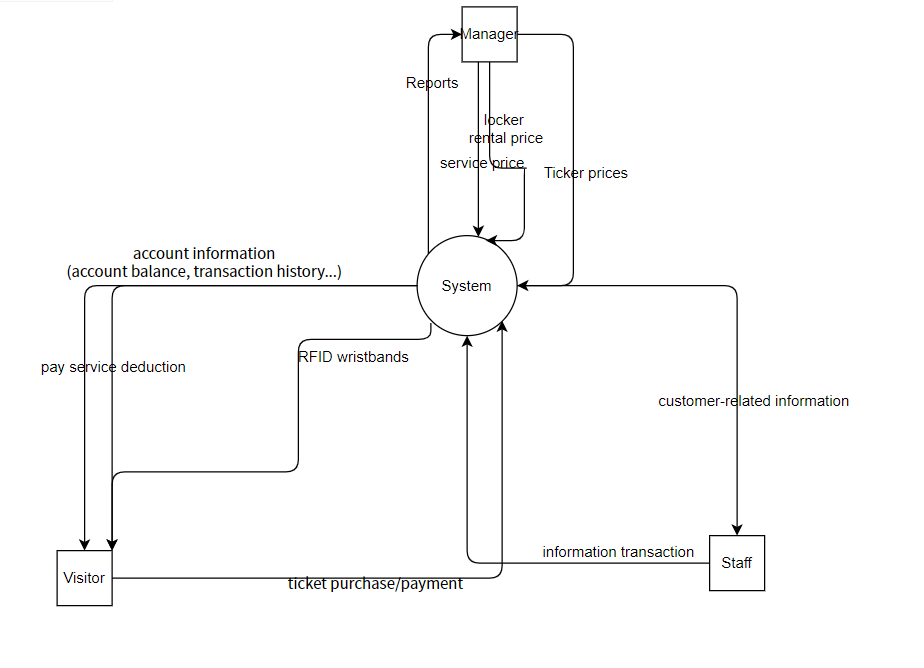 Manager
Reports
locker
rental price
service price
Ticker prices
account information
(account balance, transaction history...)
System
RFID wristbands
pay service deduction
customer-related information
information transaction
Staff
Visitor
ticket purchase/payment